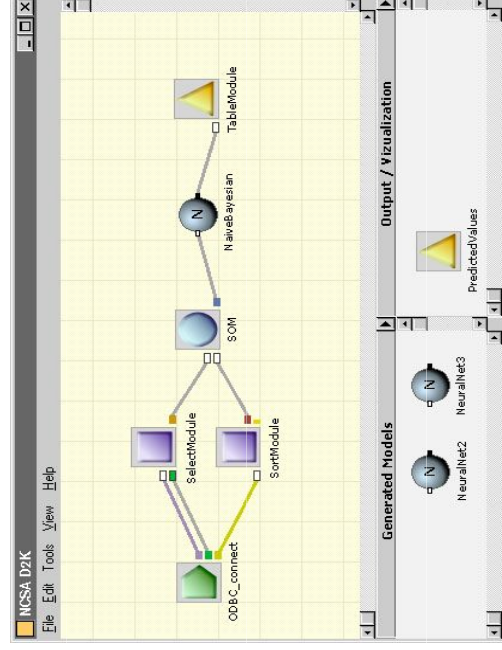 NCSA D2K
File Edit Tools View Help
ODBC_connect
SelectModule
SortModule
SOM
NaiveBayesian
N
TableModule
Generated Models
Output / Vizualization
N
NeuralNet2
N
NeuralNet3
PredictedValues